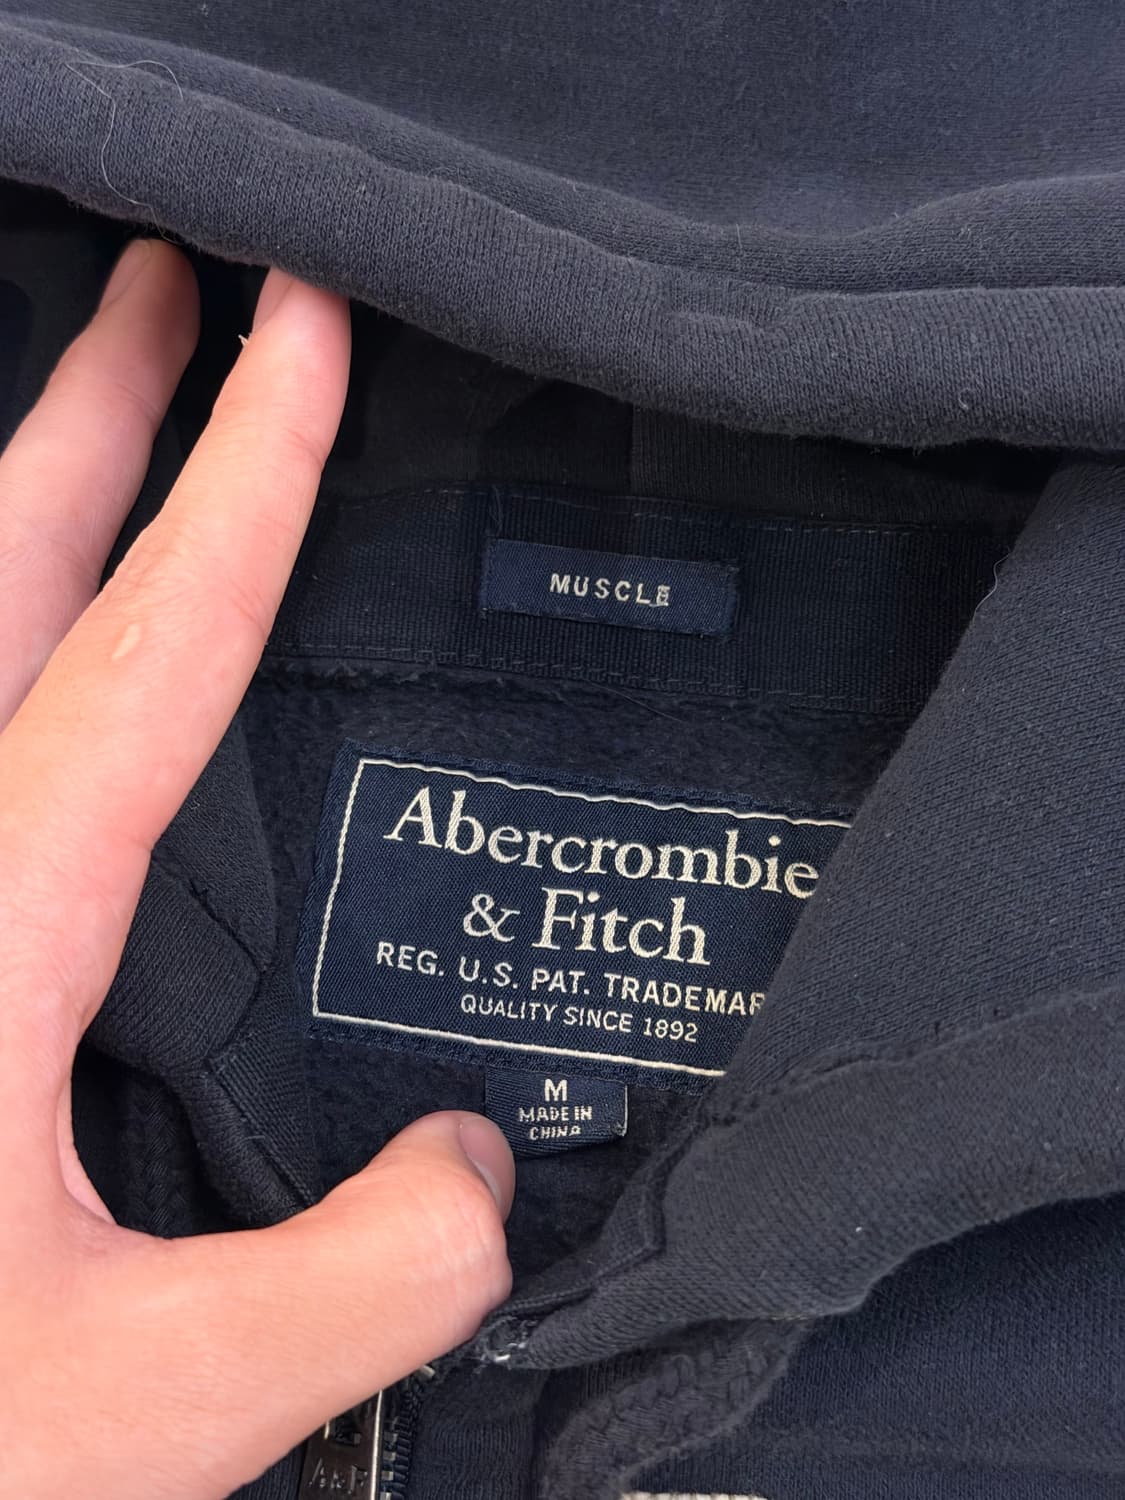 MUSCLE
Abercrombie
& Fitch
REG. U.S. PAT. TRADEMAR
QUALITY SINCE 1892
M
MADE IN
CHINA
A&F